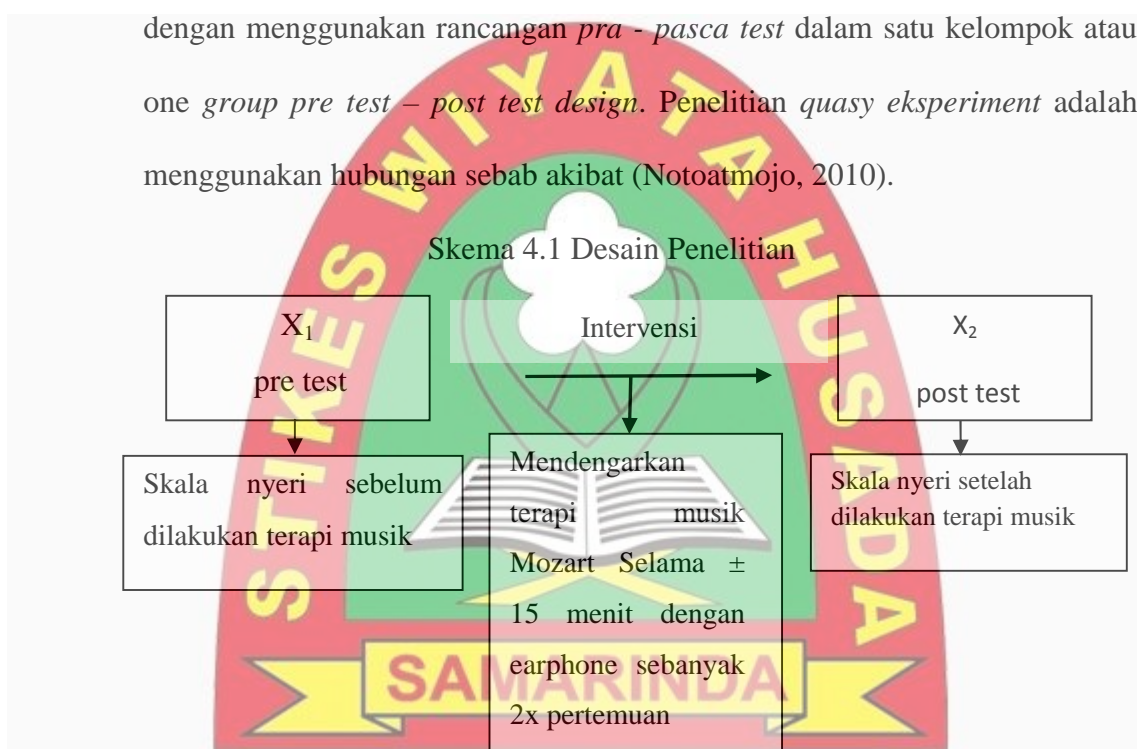 dengan menggunakan rancangan pra - pasca test dalam satu kelompok atau
one group pre test – post test design. Penelitian quasy eksperiment adalah
menggunakan hubungan sebab akibat (Notoatmojo, 2010).
Skema 4.1 Desain Penelitian
X₁
pre test
Intervensi
X₂
post test
Skala nyeri sebelum
dilakukan terapi musik
Mendengarkan
terapi musik
Mozart Selama ±
15 menit dengan
earphone sebanyak
2x pertemuan
Skala nyeri setelah
dilakukan terapi musik
STIKES WIYATA HUSADA
SAMARINDA